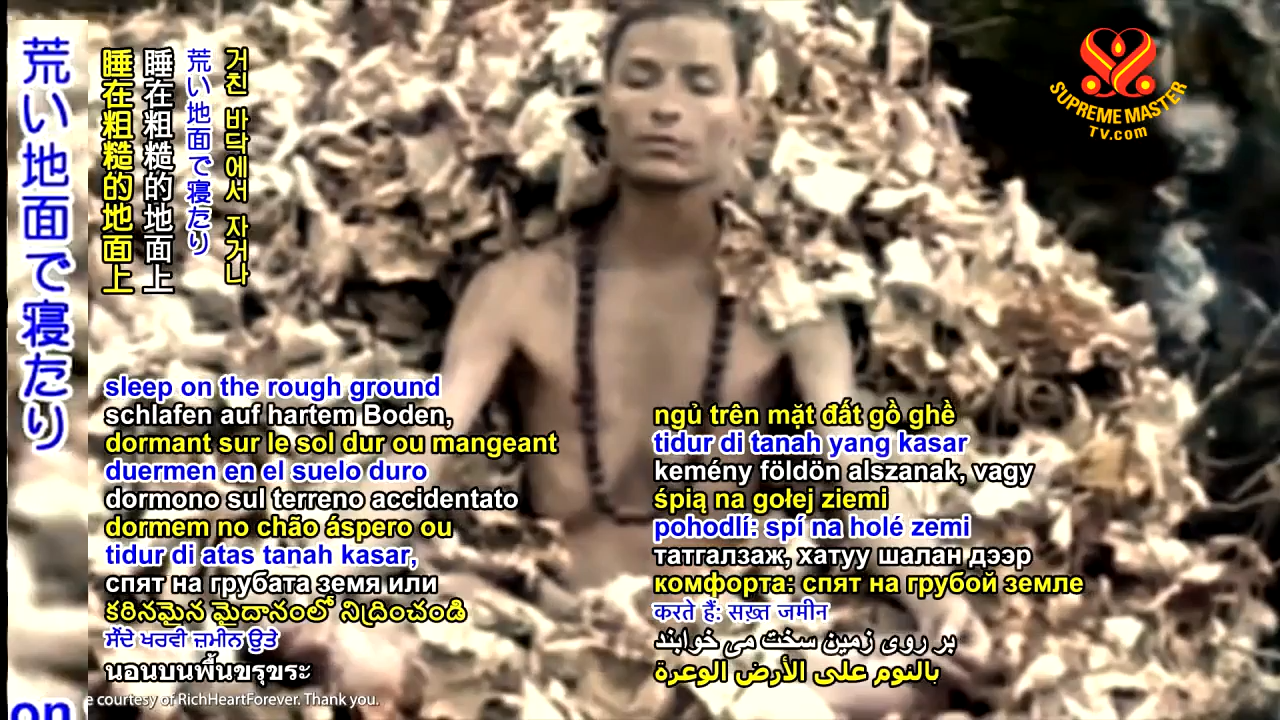 荒い地面で寝たり
睡在粗糙的地面上
睡在粗糙的地面上
荒い地面で寝たり
거친 바닥에서 자거나
SUPREME MASTER
TV.com
sleep on the rough ground
schlafen auf hartem Boden,
dormant sur le sol dur ou mangeant
duermen en el suelo duro
dormono sul terreno accidentato
dormem no chão áspero ou
tidur di atas tanah kasar,
спят на грубата земя или
కఠినమైన మైదానంలో నిద్రించండి
ਸੌਂਦੇ ਖਰਵੀ ਜ਼ਮੀਨ ਉਤੇ
นอนบนพื้นขรุขระ
ngủ trên mặt đất gồ ghề
tidur di tanah yang kasar
kemény földön alszanak, vagy
śpią na gołej ziemi
pohodlí: spí na holé zemi
татгалзаж, хатуу шалан дээр
комфорта: спят на грубой земле
करते हैं: सख़्त जमीन
بر روی زمین سخت می خوابند
بالنوم على الأرض الوعرة
e courtesy of RichHeartForever. Thank you.
on